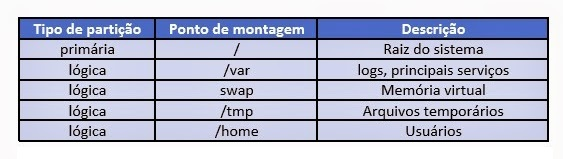 Tipo de partição Ponto de montagem Descrição
primária / Raiz do sistema
lógica /var logs, principais serviços
lógica swap Memória virtual
lógica /tmp Arquivos temporários
lógica /home Usuários